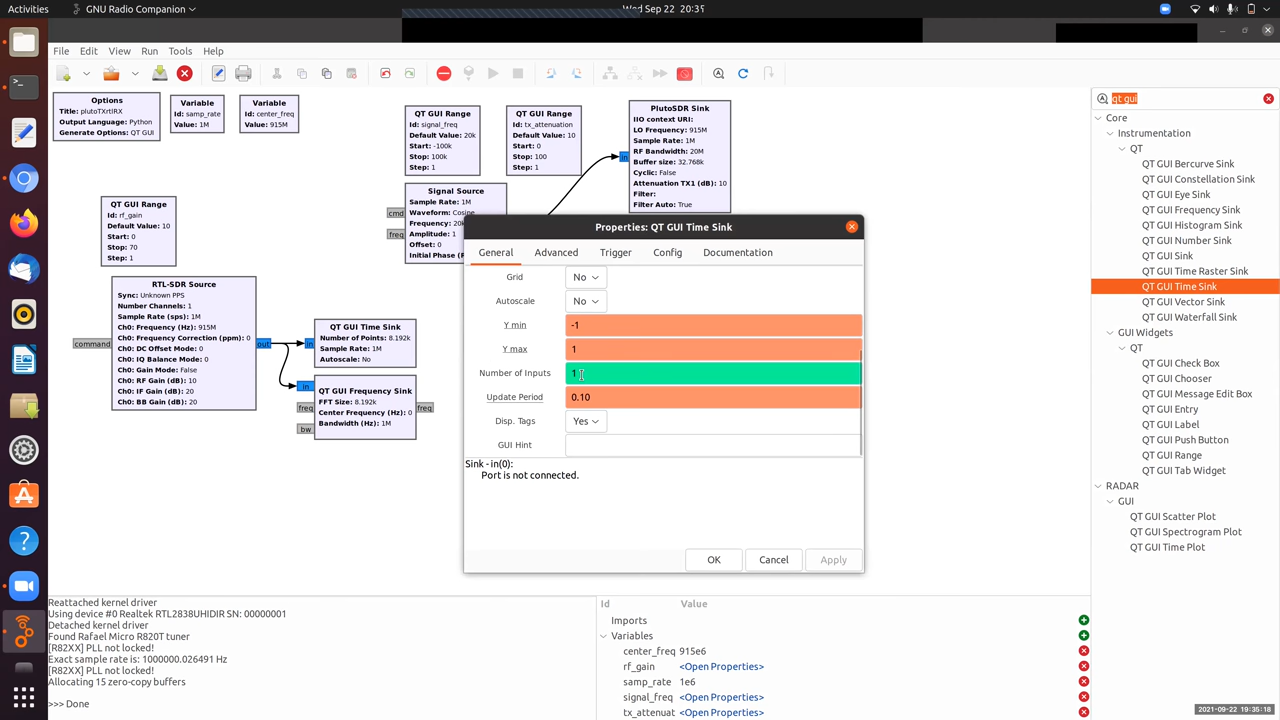 Activities
GNU Radio Companion
Wed Sep 22 20:35
File Edit View Run Tools Help
Options
Title: plutoTXrtlRX
Output Language: Python
Generate Options: QT GUI
Variable
Id: samp_rate
Value: 1M
Variable
Id: center_freq
Value: 915M
QT GUI Range
Id: signal_freq
Default Value: 20k
Start: -100k
Stop: 100k
Step: 1
QT GUI Range
Id: tx_attenuation
Default Value: 10
Start: 0
Stop: 100
Step: 1
PlutoSDR Sink
IIO context URI:
LO Frequency: 915M
Sample Rate: 1M
RF Bandwidth: 20M
Buffer size: 32.768k
Cyclic: False
Attenuation TX1 (dB): 10
Filter:
Filter Auto: True
in
Signal Source
Sample Rate: 1M
Waveform: Cosine
Frequency: 20k
Amplitude: 1
Offset: 0
Initial Phase (
cmd
freq
QT GUI Range
Id: rf_gain
Default Value: 10
Start: 0
Stop: 70
Step: 1
RTL-SDR Source
Sync: Unknown PPS
Number Channels: 1
Sample Rate (sps): 1M
Ch0: Frequency (Hz): 915M
Ch0: Frequency Correction (ppm): 0
Ch0: DC Offset Mode: 0
Ch0: IQ Balance Mode: 0
Ch0: Gain Mode: False
Ch0: RF Gain (dB): 10
Ch0: IF Gain (dB): 20
Ch0: BB Gain (dB): 20
command
out
in
QT GUI Time Sink
Number of Points: 8.192k
Sample Rate: 1M
Autoscale: No
in
freq
bw
QT GUI Frequency Sink
FFT Size: 8.192k
Center Frequency (Hz): 0
Bandwidth (Hz): 1M
freq
Properties: QT GUI Time Sink
General Advanced Trigger Config Documentation
Grid No
Autoscale No
Y min -1
Y max 1
Number of Inputs 1
Update Period 0.10
Disp. Tags Yes
GUI Hint
Sink - in(0):
Port is not connected.
OK Cancel Apply
qt gui
Core
Instrumentation
QT
QT GUI Bercurve Sink
QT GUI Constellation Sink
QT GUI Eye Sink
QT GUI Frequency Sink
QT GUI Histogram Sink
QT GUI Number Sink
QT GUI Sink
QT GUI Time Raster Sink
QT GUI Time Sink
QT GUI Vector Sink
QT GUI Waterfall Sink
GUI Widgets
QT
QT GUI Check Box
QT GUI Chooser
QT GUI Message Edit Box
QT GUI Entry
QT GUI Label
QT GUI Push Button
QT GUI Range
QT GUI Tab Widget
RADAR
GUI
QT GUI Scatter Plot
QT GUI Spectrogram Plot
QT GUI Time Plot
Reattached kernel driver
Using device #0 Realtek RTL2838UHIDIR SN: 00000001
Detached kernel driver
Found Rafael Micro R820T tuner
[R82XX] PLL not locked!
Exact sample rate is: 1000000.026491 Hz
[R82XX] PLL not locked!
Allocating 15 zero-copy buffers
>>> Done
Id Value
Imports
Variables
center_freq 915e6
rf_gain <Open Properties>
samp_rate 1e6
signal_freq <Open Properties>
tx_attenuat <Open Properties>
2021-09-22 19:35:18